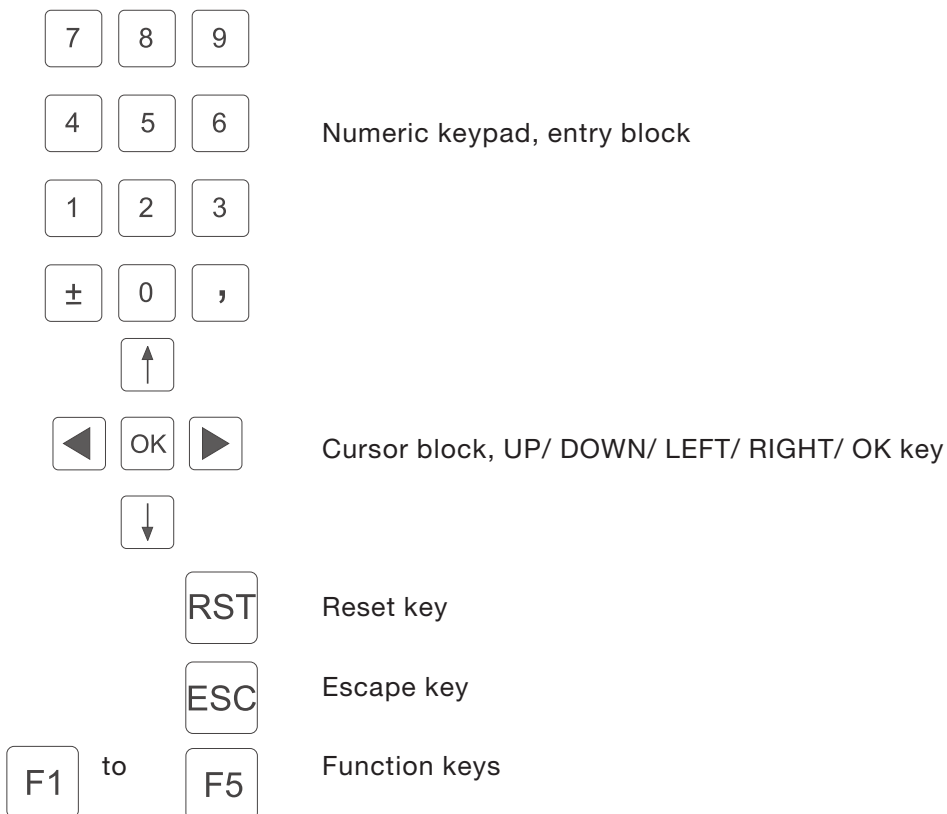 7 8 9
4 5 6 Numeric keypad, entry block
1 2 3
± 0 ,
OK Cursor block, UP/ DOWN/ LEFT/ RIGHT/ OK key
RST Reset key
ESC Escape key
F1 to F5 Function keys